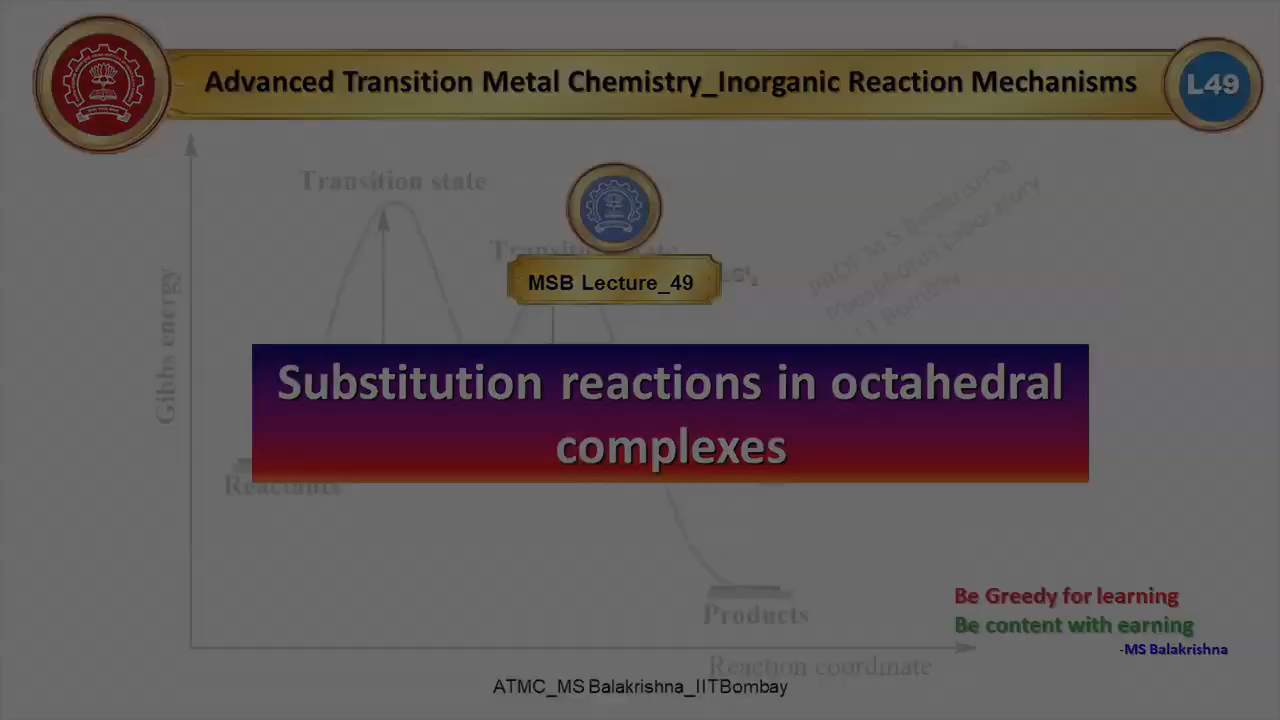 Advanced Transition Metal Chemistry_Inorganic Reaction Mechanisms
L49
Transition state
MSB Lecture_49
Gibbs energy
Substitution reactions in octahedral
complexes
Reactants
Products
Be Greedy for learning
Be content with earning
-MS Balakrishna
Reaction coordinate
ATMC_MS Balakrishna_IITBombay